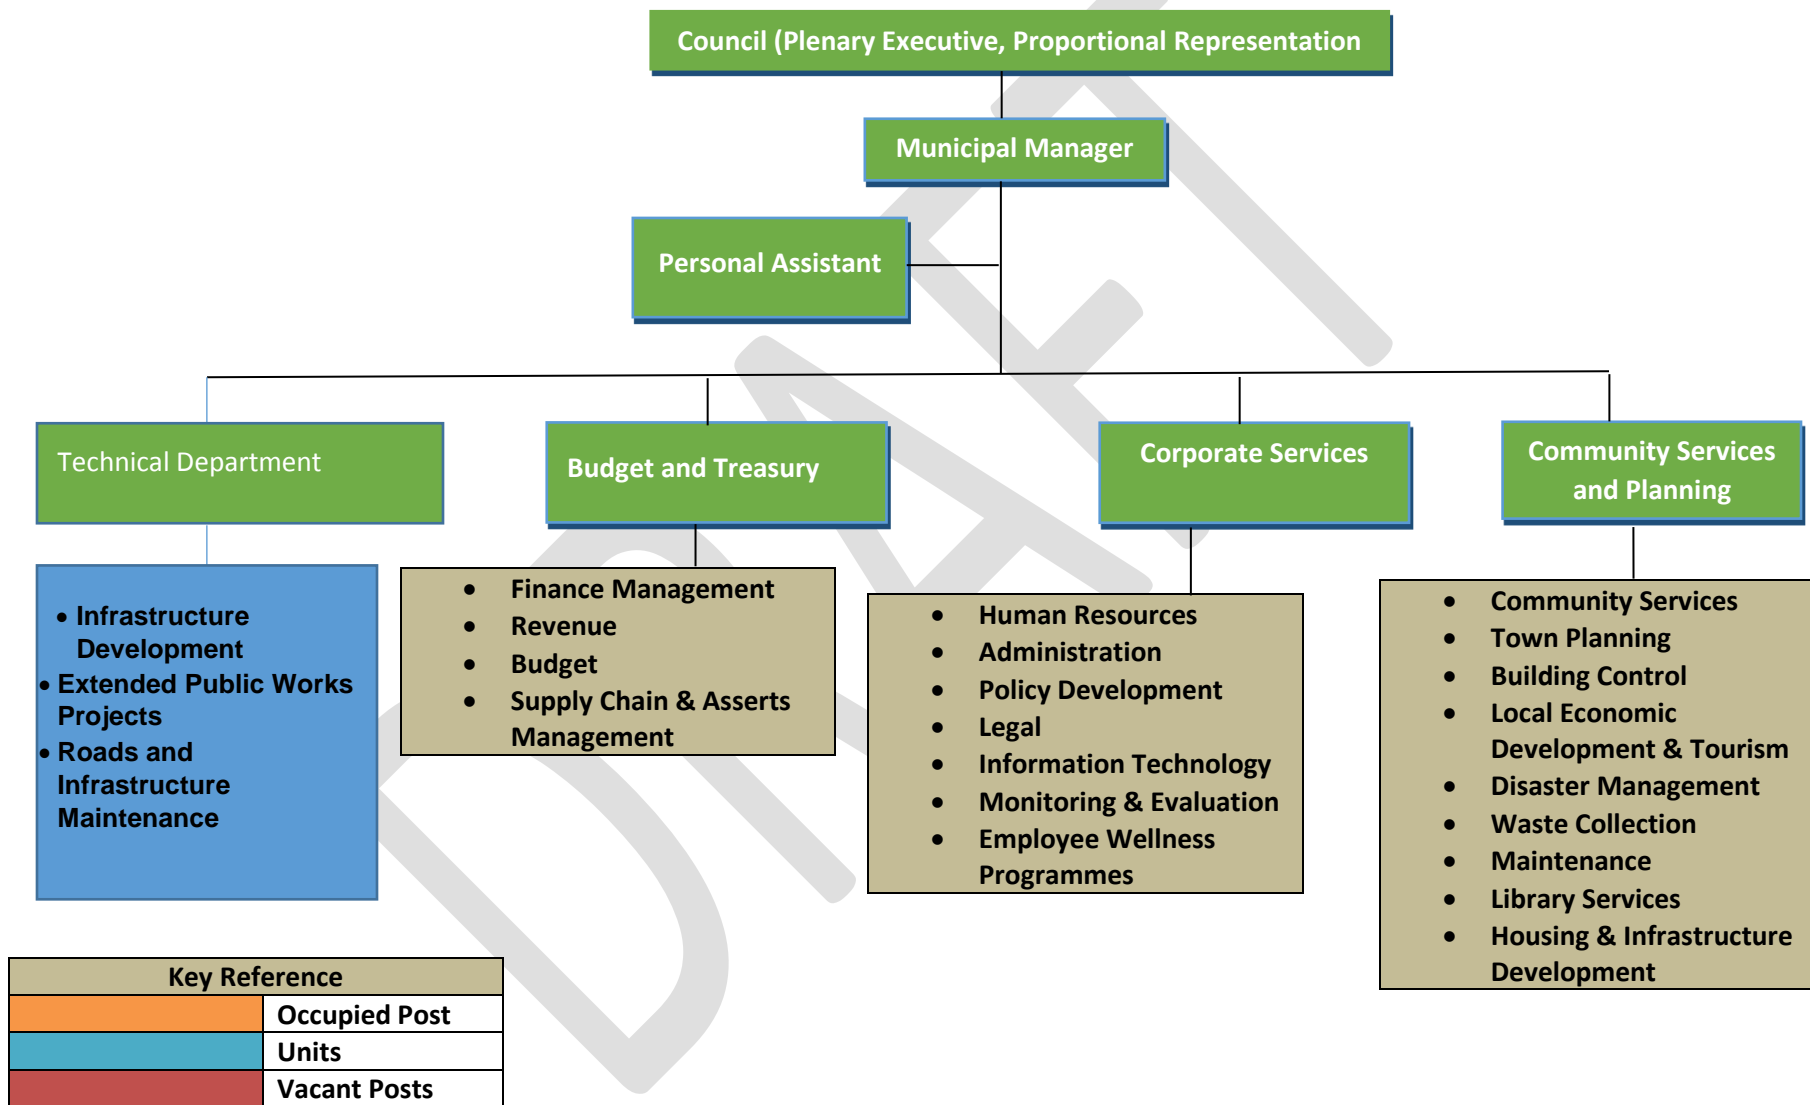 Council (Plenary Executive, Proportional Representation
Municipal Manager
Personal Assistant
Technical Department
Budget and Treasury
Corporate Services
Community Services
and Planning
• Infrastructure
Development
• Extended Public Works
Projects
• Roads and
Infrastructure
Maintenance
• Finance Management
• Revenue
• Budget
• Supply Chain & Asserts
Management
• Human Resources
• Administration
• Policy Development
• Legal
• Information Technology
• Monitoring & Evaluation
• Employee Wellness
Programmes
• Community Services
• Town Planning
• Building Control
• Local Economic
Development & Tourism
• Disaster Management
• Waste Collection
• Maintenance
• Library Services
• Housing & Infrastructure
Development
Key Reference
Occupied Post
Units
Vacant Posts
DRAFT